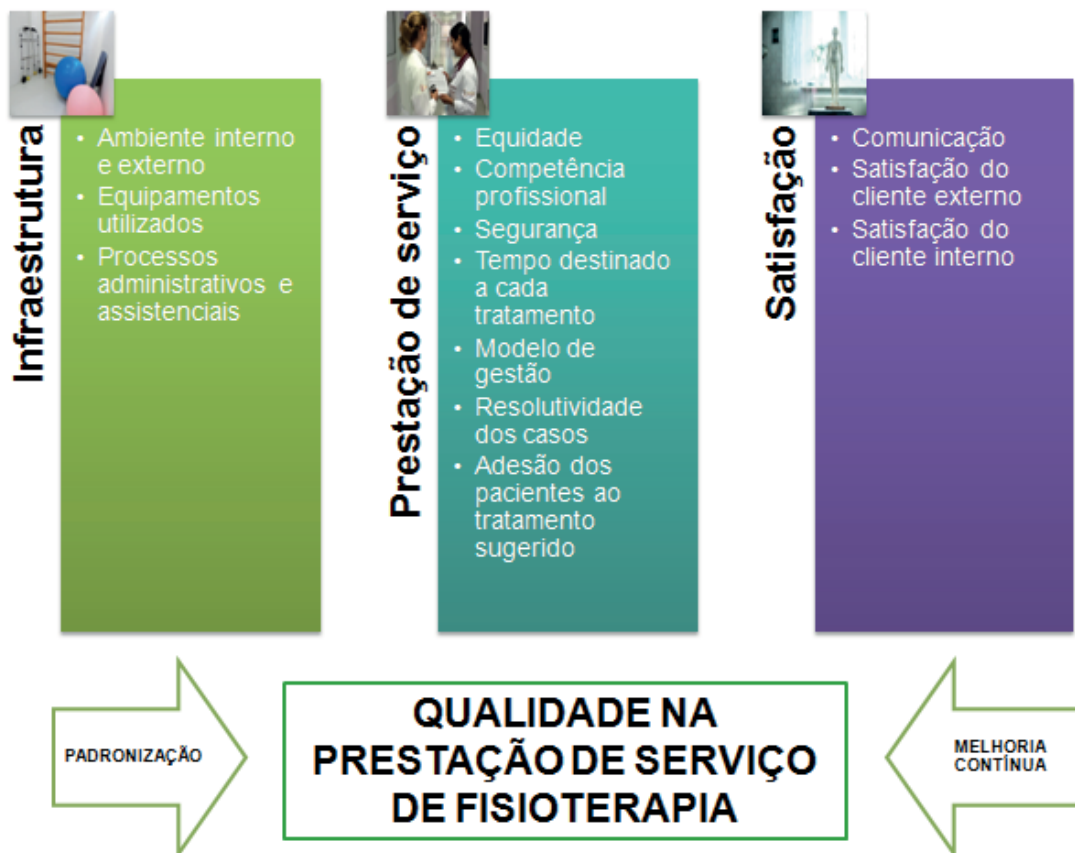 Infraestrutura
• Ambiente interno
e externo
• Equipamentos
utilizados
• Processos
administrativos e
assistenciais
Prestação de serviço
• Equidade
• Competência
profissional
• Segurança
• Tempo destinado
a cada
tratamento
• Modelo de
gestão
• Resolutividade
dos casos
• Adesão dos
pacientes ao
tratamento
sugerido
Satisfação
• Comunicação
• Satisfação do
cliente externo
• Satisfação do
cliente interno
PADRONIZAÇÃO
QUALIDADE NA
PRESTAÇÃO DE SERVIÇO
DE FISIOTERAPIA
MELHORIA
CONTÍNUA